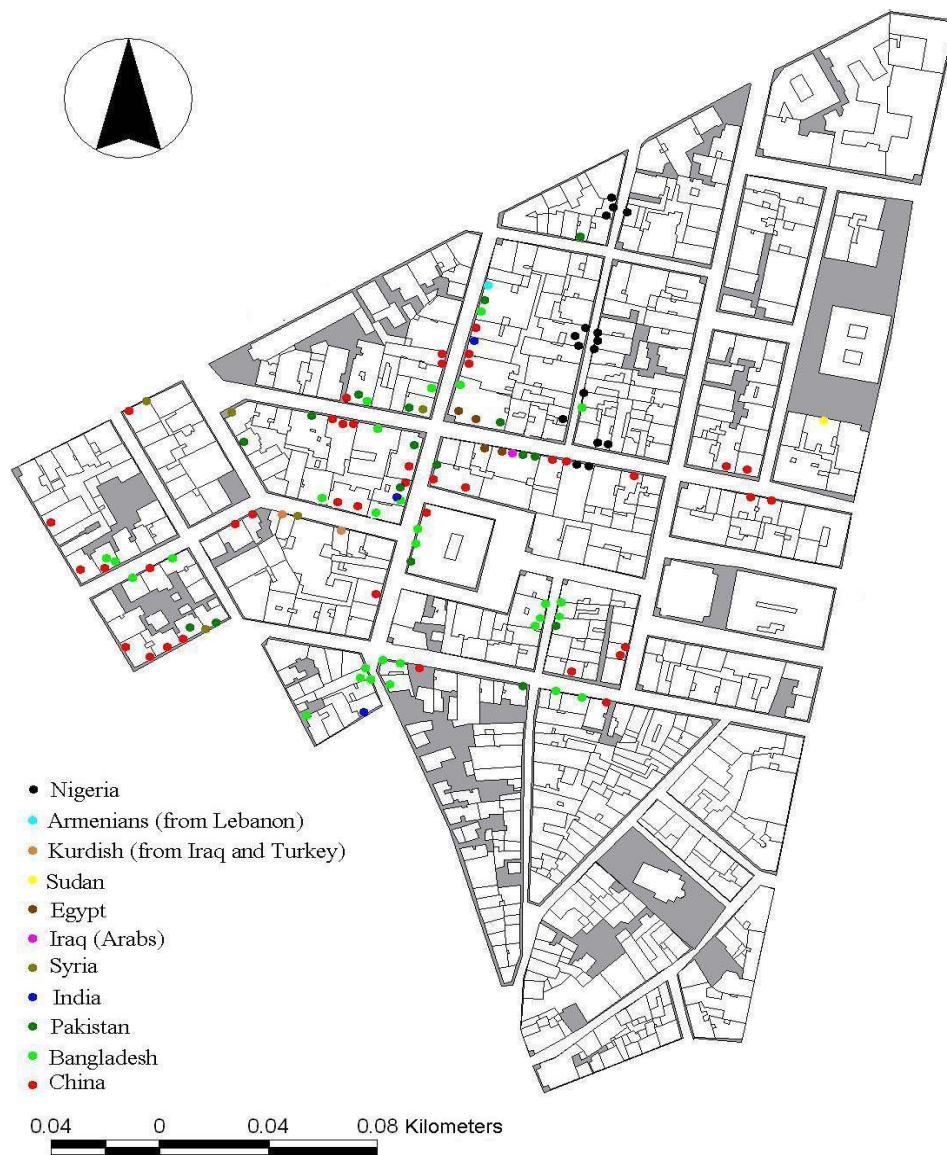 Nigeria
Armenians (from Lebanon)
Kurdish (from Iraq and Turkey)
Sudan
Egypt
Iraq (Arabs)
Syria
India
Pakistan
Bangladesh
China
0.04 0 0.04 0.08 Kilometers